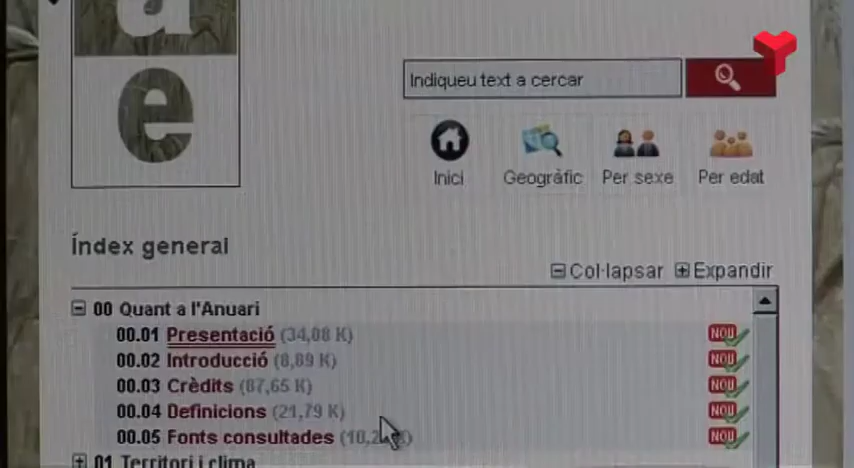 a
e
Indiqueu text a cercar
Inici Geogràfic Per sexe Per edat
Índex general
Col·lapsar Expandir
00 Quant a l'Anuari
00.01 Presentació (34,08 K) NOU
00.02 Introducció (8,89 K) NOU
00.03 Crèdits (87,65 K) NOU
00.04 Definicions (21,79 K) NOU
00.05 Fonts consultades NOU
01 Territori i clima